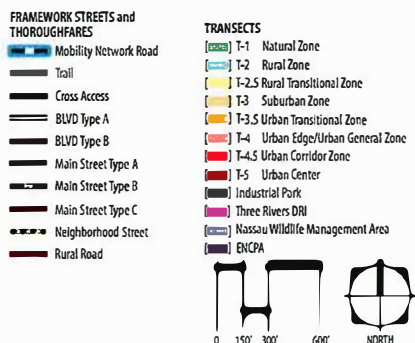 FRAMEWORK STREETS and
THOROUGHFARES
Mobility Network Road
Trail
Cross Access
BLVD Type A
BLVD Type B
Main Street Type A
Main Street Type B
Main Street Type C
Neighborhood Street
Rural Road
TRANSECTS
T-1 Natural Zone
T-2 Rural Zone
T-2.5 Rural Transitional Zone
T-3 Suburban Zone
T-3.5 Urban Transitional Zone
T-4 Urban Edge/Urban General Zone
T-4.5 Urban Corridor Zone
T-5 Urban Center
Industrial Park
Three Rivers DRI
Nassau Wildlife Management Area
ENCPA
0 150' 300' 600' NORTH